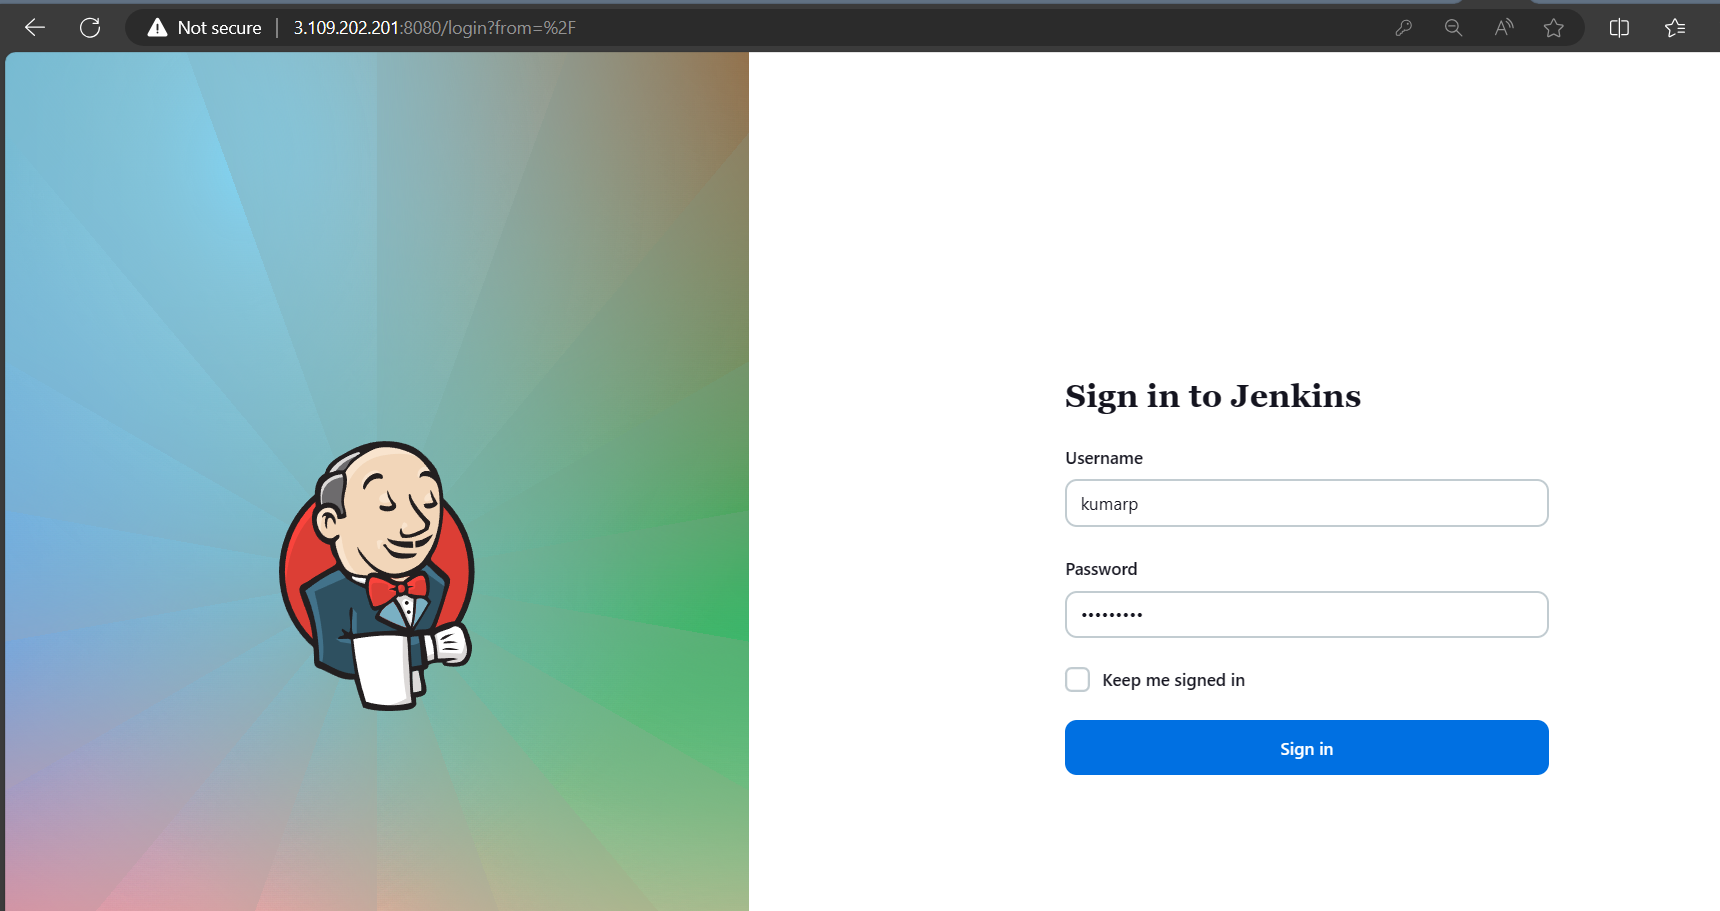 Not secure
3.109.202.201:8080/login?from=%2F
Sign in to Jenkins
Username
kumarp
Password
•••••••••
Keep me signed in
Sign in